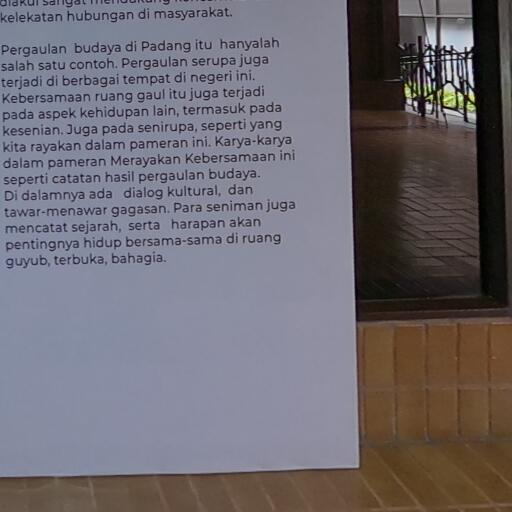 diakui sangat
kelekatan hubungan di masyarakat.
Pergaulan budaya di Padang itu hanyalah
salah satu contoh. Pergaulan serupa juga
terjadi di berbagai tempat di negeri ini.
Kebersamaan ruang gaul itu juga terjadi
pada aspek kehidupan lain, termasuk pada
kesenian. Juga pada senirupa, seperti yang
kita rayakan dalam pameran ini. Karya-karya
dalam pameran Merayakan Kebersamaan ini
seperti catatan hasil pergaulan budaya.
Di dalamnya ada dialog kultural, dan
tawar-menawar gagasan. Para seniman juga
mencatat sejarah, serta harapan akan
pentingnya hidup bersama-sama di ruang
guyub, terbuka, bahagia.